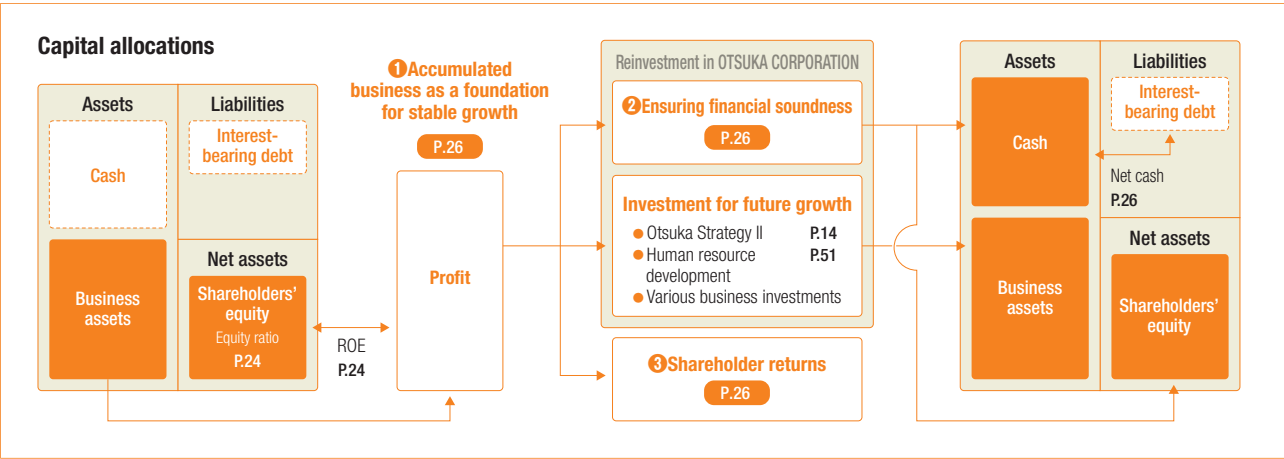 Capital allocations
Assets
Cash
Business
assets
Liabilities
Interest-
bearing debt
Net assets
Shareholders’
equity
Equity ratio
P.24
ROE
P.24
❶Accumulated
business as a foundation
for stable growth
P.26
Profit
Reinvestment in OTSUKA CORPORATION
❷Ensuring financial soundness
P.26
Investment for future growth
● Otsuka Strategy II P.14
● Human resource P.51
development
● Various business investments
❸Shareholder returns
P.26
Assets
Cash
Business
assets
Liabilities
Interest-
bearing debt
Net cash
P.26
Net assets
Shareholders’
equity